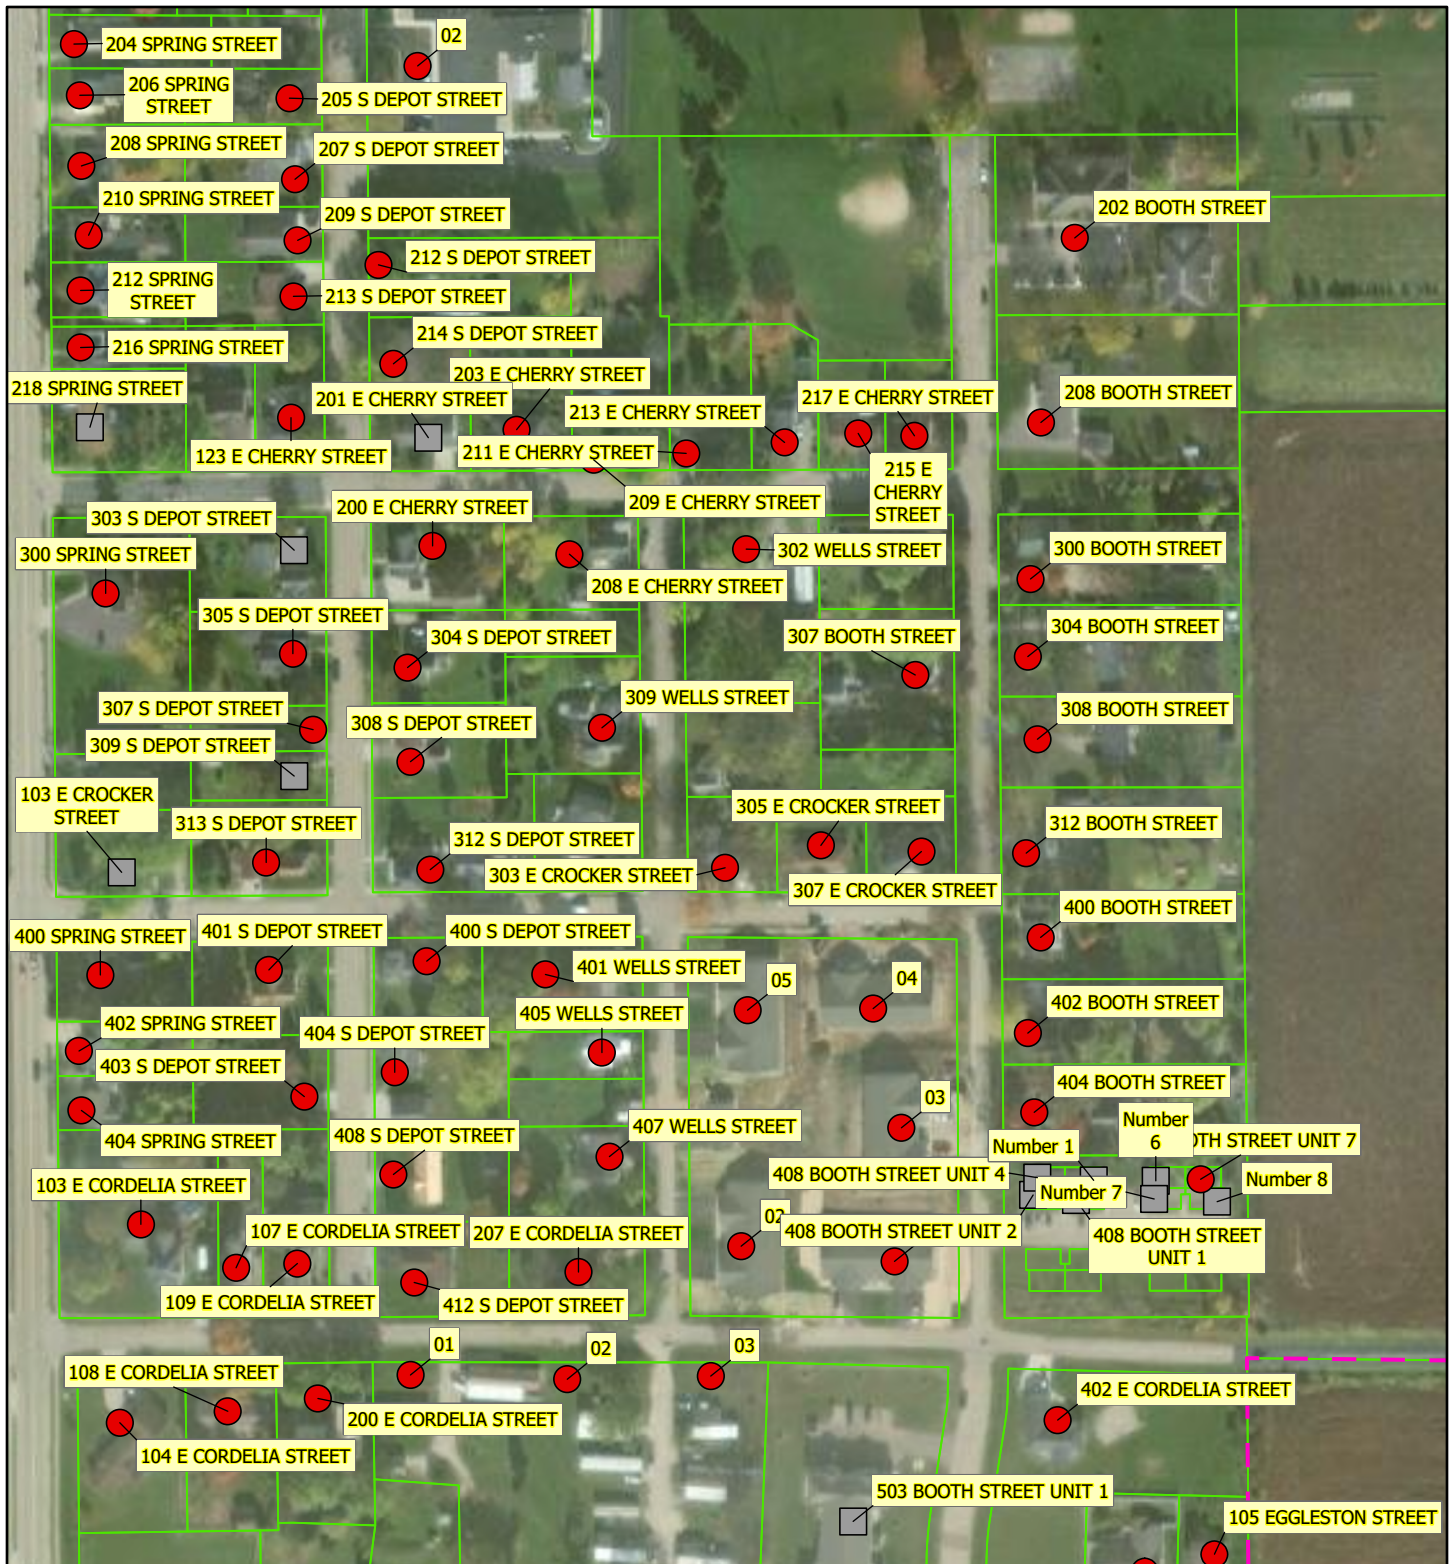 204 SPRING STREET
02
206 SPRING
STREET
205 S DEPOT STREET
208 SPRING STREET
207 S DEPOT STREET
210 SPRING STREET
209 S DEPOT STREET
202 BOOTH STREET
212 S DEPOT STREET
212 SPRING
STREET
213 S DEPOT STREET
214 S DEPOT STREET
216 SPRING STREET
203 E CHERRY STREET
218 SPRING STREET
201 E CHERRY STREET
213 E CHERRY STREET
217 E CHERRY STREET
208 BOOTH STREET
123 E CHERRY STREET
211 E CHERRY STREET
215 E
CHERRY
STREET
209 E CHERRY STREET
303 S DEPOT STREET
200 E CHERRY STREET
300 SPRING STREET
302 WELLS STREET
300 BOOTH STREET
208 E CHERRY STREET
305 S DEPOT STREET
304 S DEPOT STREET
307 BOOTH STREET
304 BOOTH STREET
309 WELLS STREET
307 S DEPOT STREET
308 S DEPOT STREET
308 BOOTH STREET
309 S DEPOT STREET
103 E CROCKER
STREET
305 E CROCKER STREET
313 S DEPOT STREET
312 BOOTH STREET
312 S DEPOT STREET
303 E CROCKER STREET
307 E CROCKER STREET
400 BOOTH STREET
400 SPRING STREET
401 S DEPOT STREET
400 S DEPOT STREET
401 WELLS STREET
05
04
402 BOOTH STREET
402 SPRING STREET
405 WELLS STREET
404 S DEPOT STREET
403 S DEPOT STREET
404 BOOTH STREET
03
404 SPRING STREET
408 S DEPOT STREET
407 WELLS STREET
Number
6
Number 1
OTH STREET UNIT 7
408 BOOTH STREET UNIT 4
Number 8
103 E CORDELIA STREET
Number 7
02
107 E CORDELIA STREET
207 E CORDELIA STREET
408 BOOTH STREET UNIT 2
408 BOOTH STREET
UNIT 1
109 E CORDELIA STREET
412 S DEPOT STREET
01
02
03
108 E CORDELIA STREET
402 E CORDELIA STREET
200 E CORDELIA STREET
104 E CORDELIA STREET
503 BOOTH STREET UNIT 1
105 EGGLESTON STREET